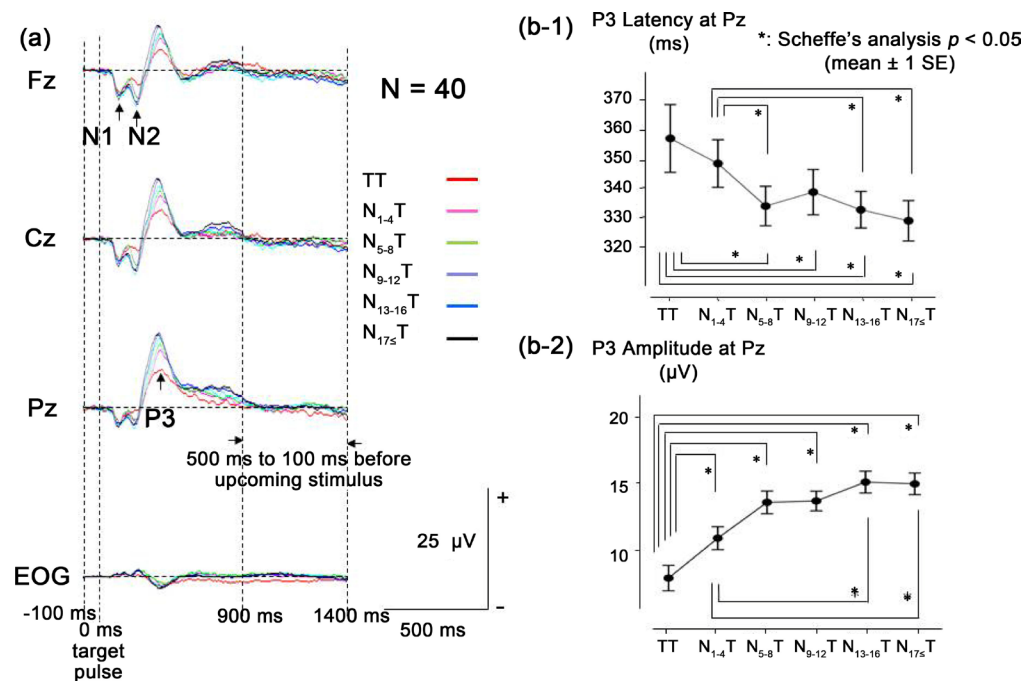 (a)
Fz
N1
N2
N = 40
Cz
TT
N1-4T
N5-8T
N9-12T
N13-16T
N17≤T
Pz
P3
500 ms to 100 ms before
upcoming stimulus
25 μV
+
−
500 ms
EOG
-100 ms
0 ms
target
pulse
900 ms
1400 ms
(b-1)
P3 Latency at Pz
(ms)
*: Scheffe's analysis p < 0.05
(mean ± 1 SE)
370
360
350
340
330
320
* * *
* * * *
TT N1-4T N5-8T N9-12T N13-16T N17≤T
(b-2)
P3 Amplitude at Pz
(μV)
20
15
10
* * * * *
* *
TT N1-4T N5-8T N9-12T N13-16T N17≤T